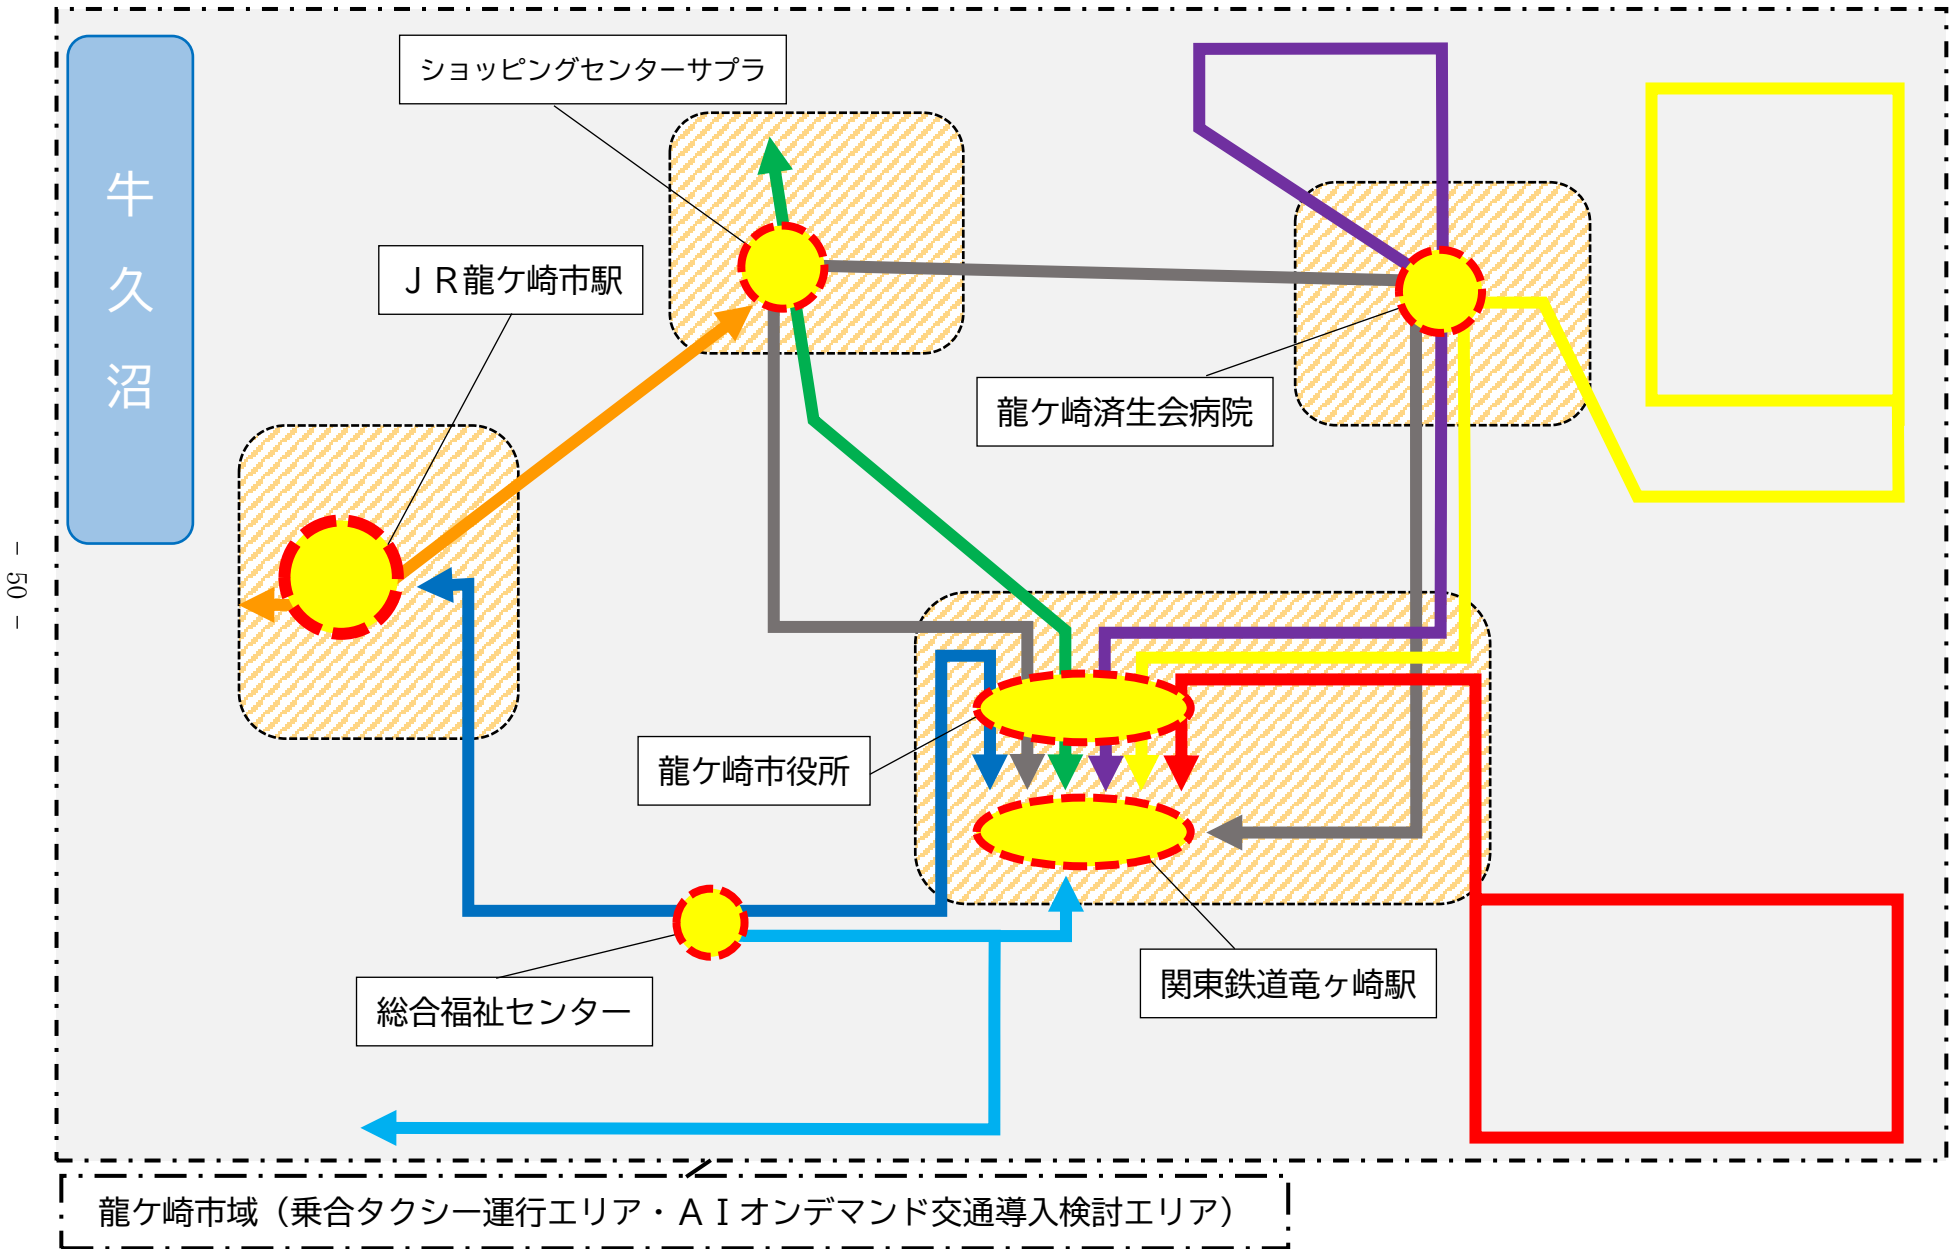 ショッピングセンターサプラ
牛久沼
ＪＲ龍ケ崎市駅
龍ケ崎済生会病院
- 50 -
龍ケ崎市役所
関東鉄道竜ヶ崎駅
総合福祉センター
龍ケ崎市域（乗合タクシー運行エリア・ＡＩオンデマンド交通導入検討エリア）